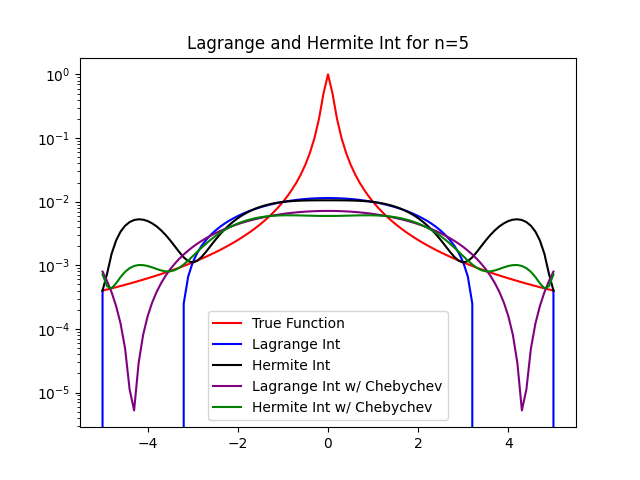 Lagrange and Hermite Int for n=5
10⁰
10⁻¹
10⁻²
10⁻³
10⁻⁴
10⁻⁵
True Function
Lagrange Int
Hermite Int
Lagrange Int w/ Chebychev
Hermite Int w/ Chebychev
−4
−2
0
2
4